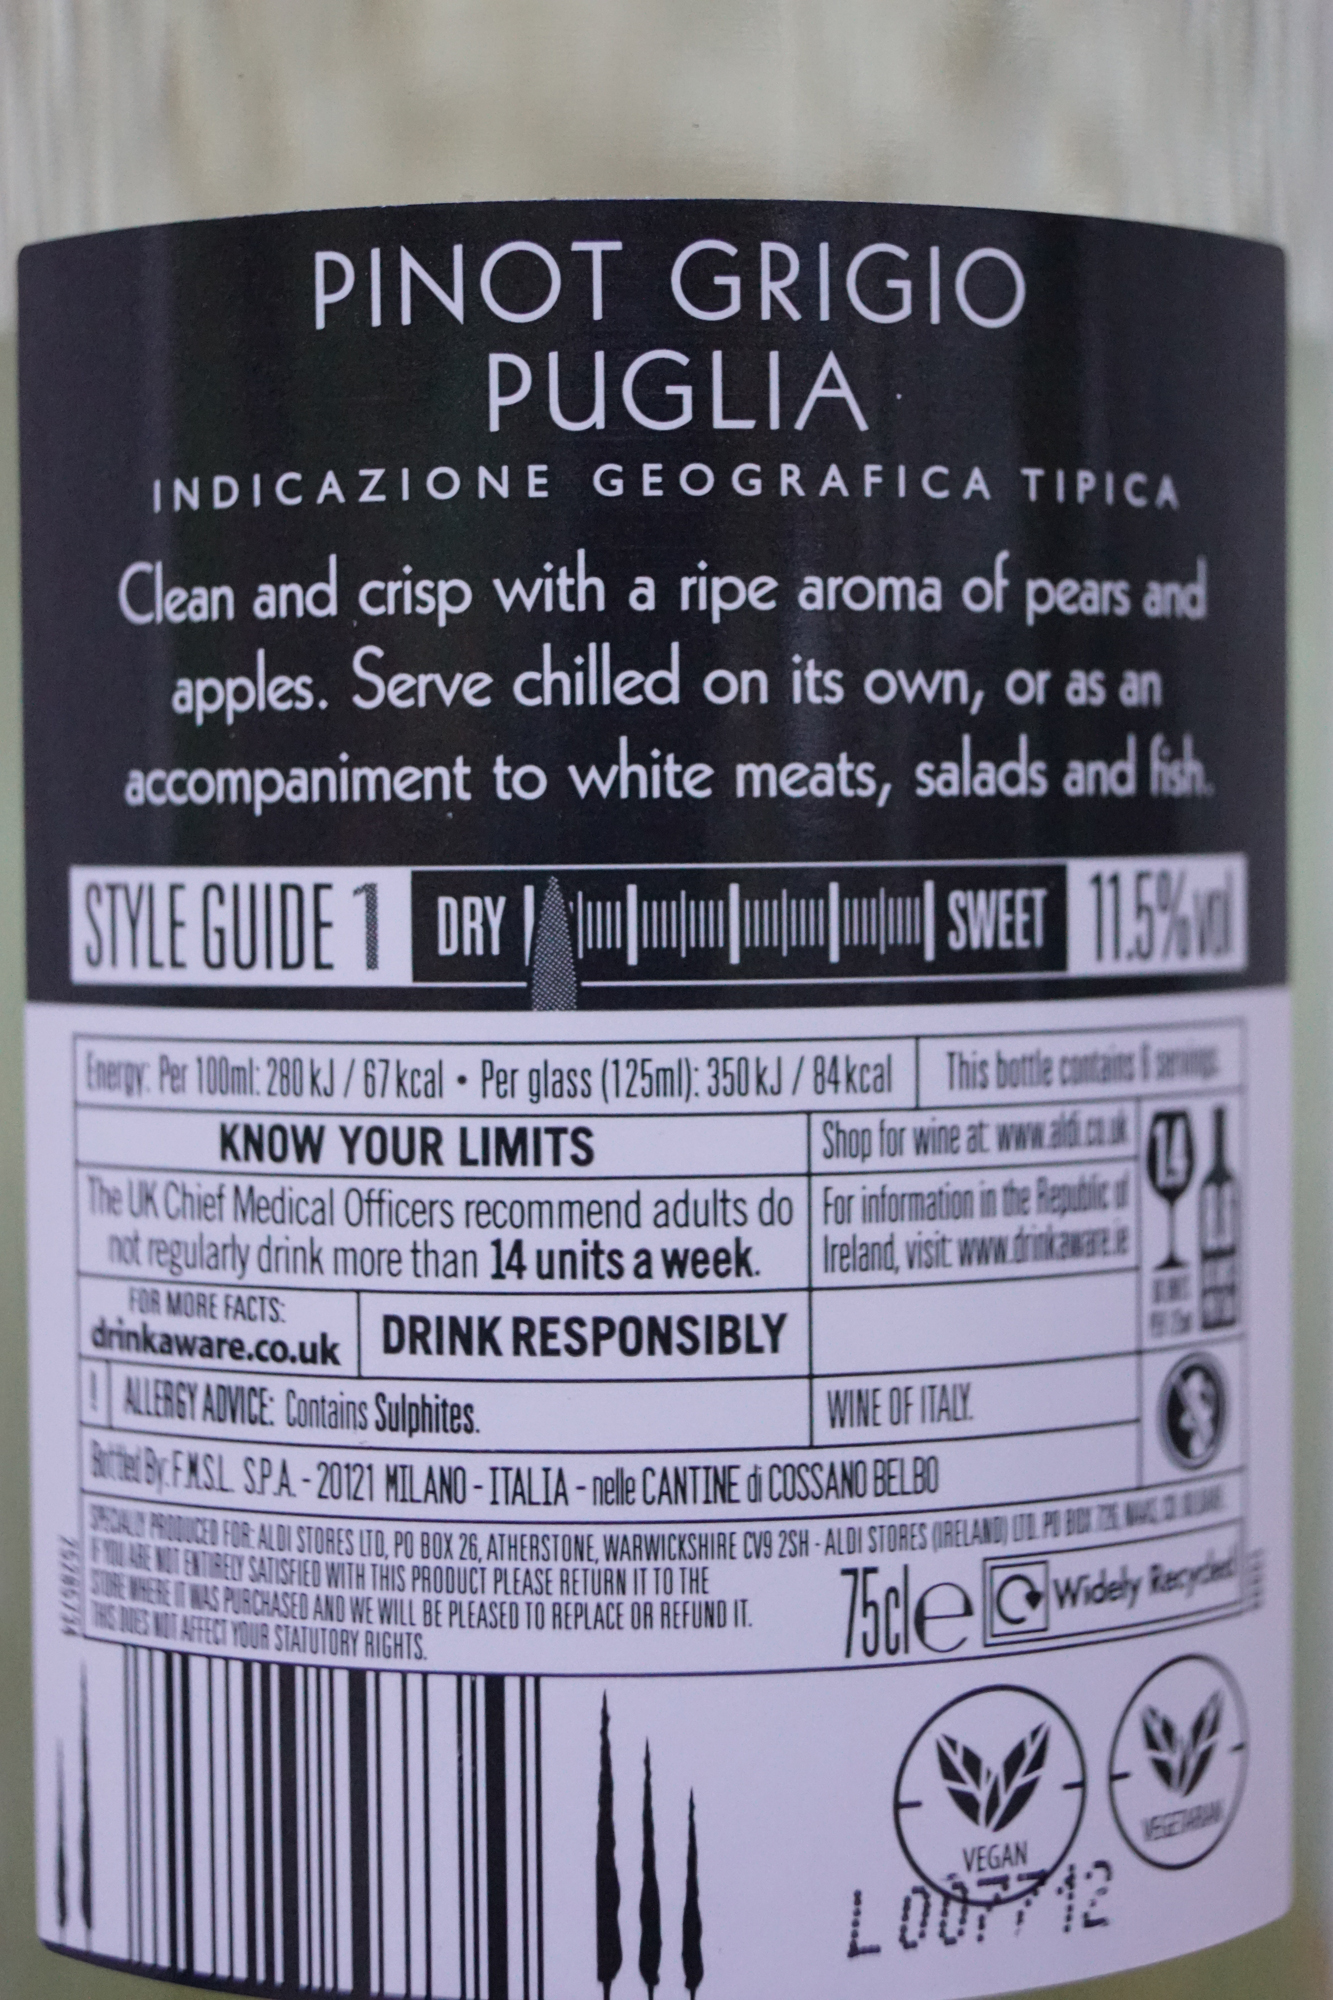 PINOT GRIGIO
PUGLIA
INDICAZIONE GEOGRAFICA TIPICA
Clean and crisp with a ripe aroma of pears and
apples. Serve chilled on its own, or as an
accompaniment to white meats, salads and fish.
STYLE GUIDE 1 DRY SWEET 11.5%vol
Energy: Per 100ml: 280 kJ / 67 kcal • Per glass (125ml): 350 kJ / 84 kcal
This bottle contains 6 servings.
KNOW YOUR LIMITS
The UK Chief Medical Officers recommend adults do
not regularly drink more than 14 units a week.
Shop for wine at: www.aldi.co.uk
For information in the Republic of
Ireland, visit: www.drinkaware.ie
1.4
FOR MORE FACTS:
drinkaware.co.uk
DRINK RESPONSIBLY
! ALLERGY ADVICE: Contains Sulphites.
WINE OF ITALY.
Bottled By: F.M.S.L. S.P.A. - 20121 MILANO - ITALIA - nelle CANTINE di COSSANO BELBO
SPECIALLY PRODUCED FOR: ALDI STORES LTD, PO BOX 26, ATHERSTONE, WARWICKSHIRE CV9 2SH - ALDI STORES (IRELAND) LTD. PO BOX 726, NAAS, CO. KILDARE.
IF YOU ARE NOT ENTIRELY SATISFIED WITH THIS PRODUCT PLEASE RETURN IT TO THE
STORE WHERE IT WAS PURCHASED AND WE WILL BE PLEASED TO REPLACE OR REFUND IT.
THIS DOES NOT AFFECT YOUR STATUTORY RIGHTS.
75cl e
Widely Recycled
VEGAN
VEGETARIAN